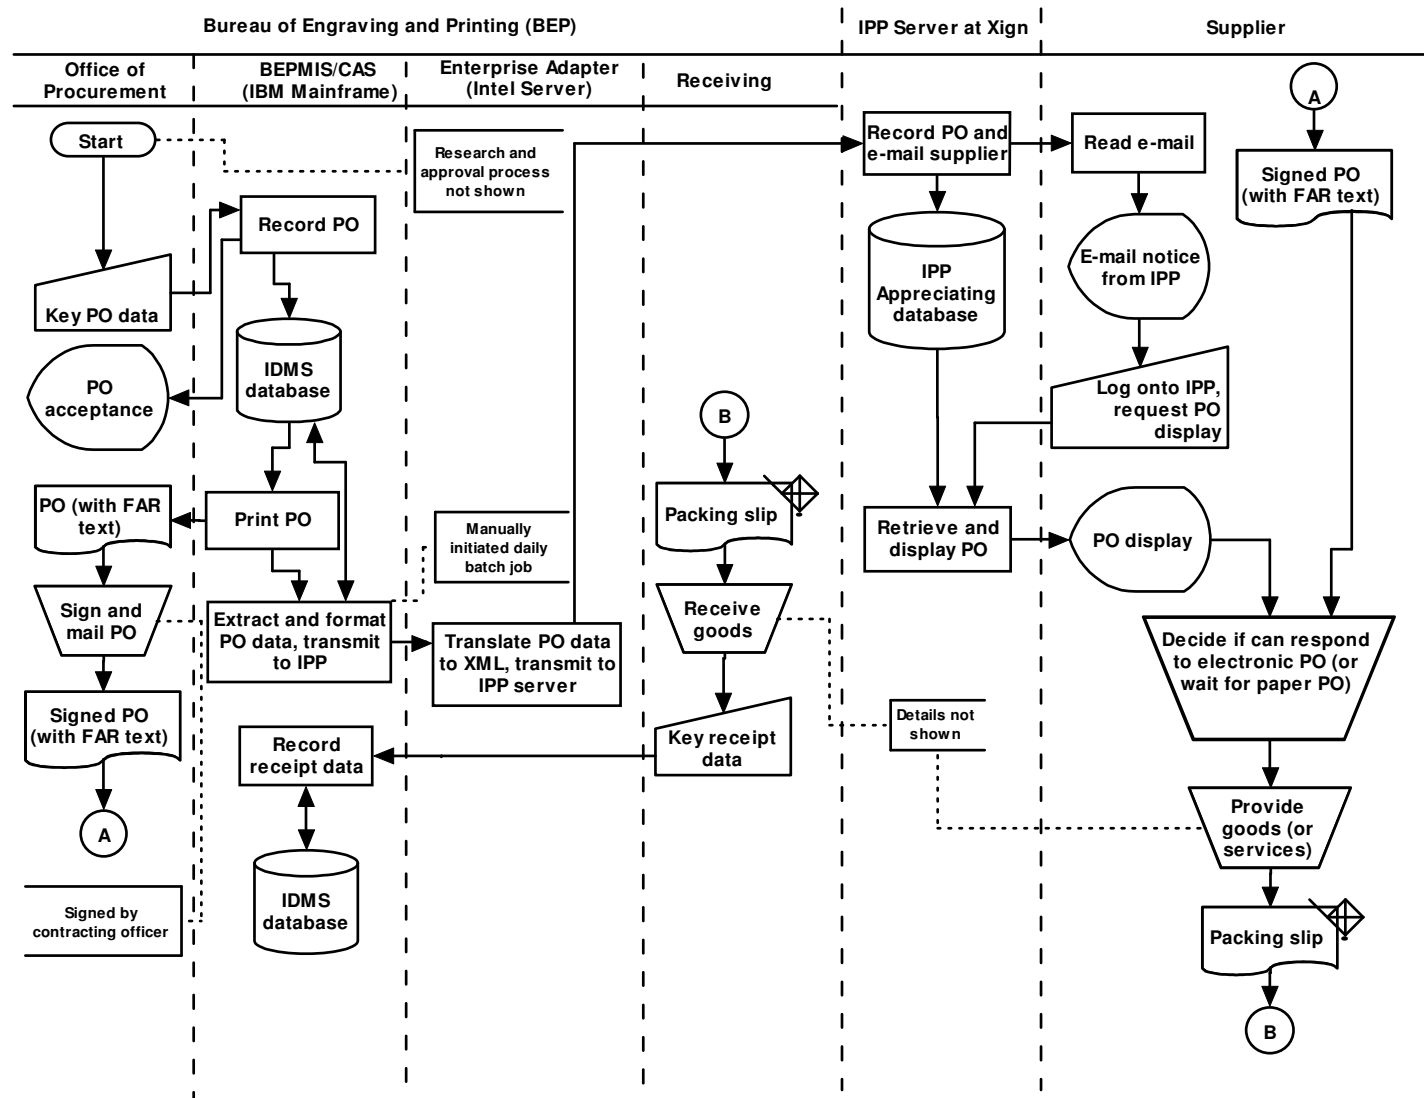 Bureau of Engraving and Printing (BEP)
IPP Server at Xign
Supplier
Office of
Procurement
BEPMIS/CAS
(IBM Mainframe)
Enterprise Adapter
(Intel Server)
Receiving
Start
Research and
approval process
not shown
Record PO
Key PO data
PO
acceptance
IDMS
database
PO (with FAR
text)
Print PO
Manually
initiated daily
batch job
Sign and
mail PO
Extract and format
PO data, transmit
to IPP
Translate PO data
to XML, transmit to
IPP server
Signed PO
(with FAR text)
A
Signed by
contracting officer
Record
receipt data
IDMS
database
B
Packing slip
Receive
goods
Key receipt
data
Record PO and
e-mail supplier
IPP
Appreciating
database
Retrieve and
display PO
Details not
shown
Read e-mail
E-mail notice
from IPP
Log onto IPP,
request PO
display
PO display
A
Signed PO
(with FAR text)
Decide if can respond
to electronic PO (or
wait for paper PO)
Provide
goods (or
services)
Packing slip
B